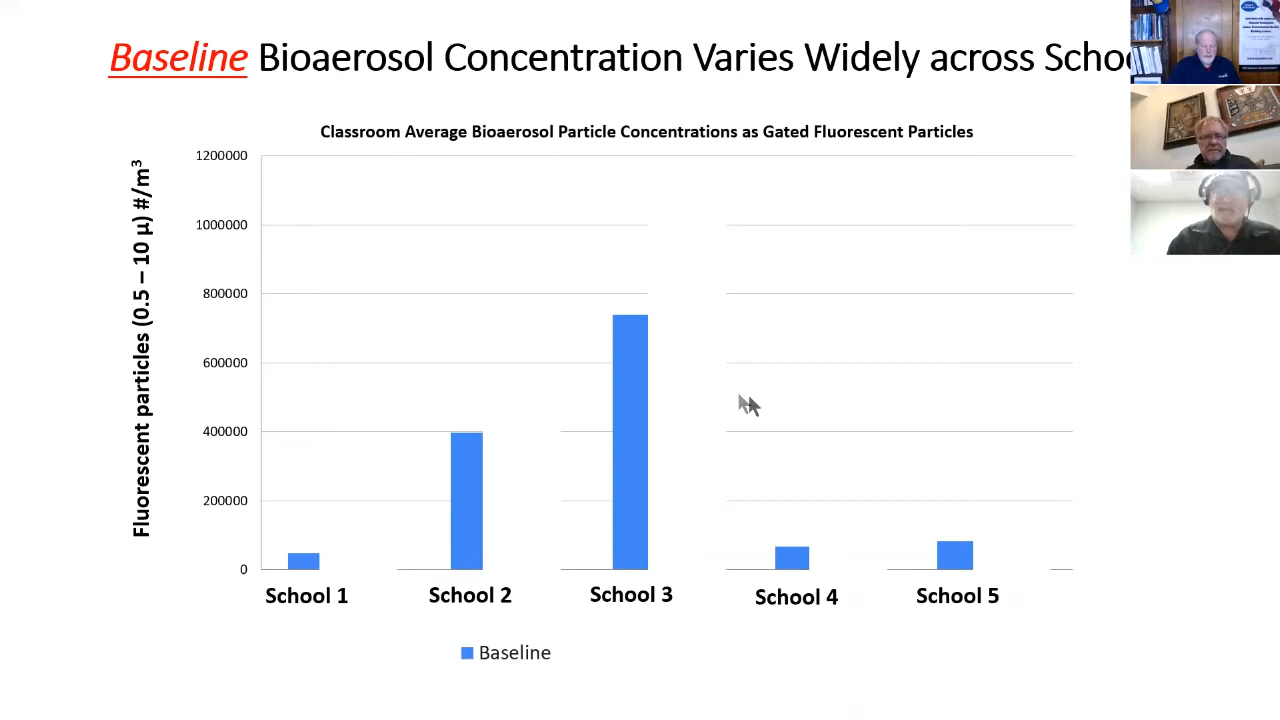 Baseline Bioaerosol Concentration Varies Widely across Schoo
Classroom Average Bioaerosol Particle Concentrations as Gated Fluorescent Particles
Fluorescent particles (0.5 – 10 µ) #/m³
1200000
1000000
800000
600000
400000
200000
0
School 1
School 2
School 3
School 4
School 5
Baseline